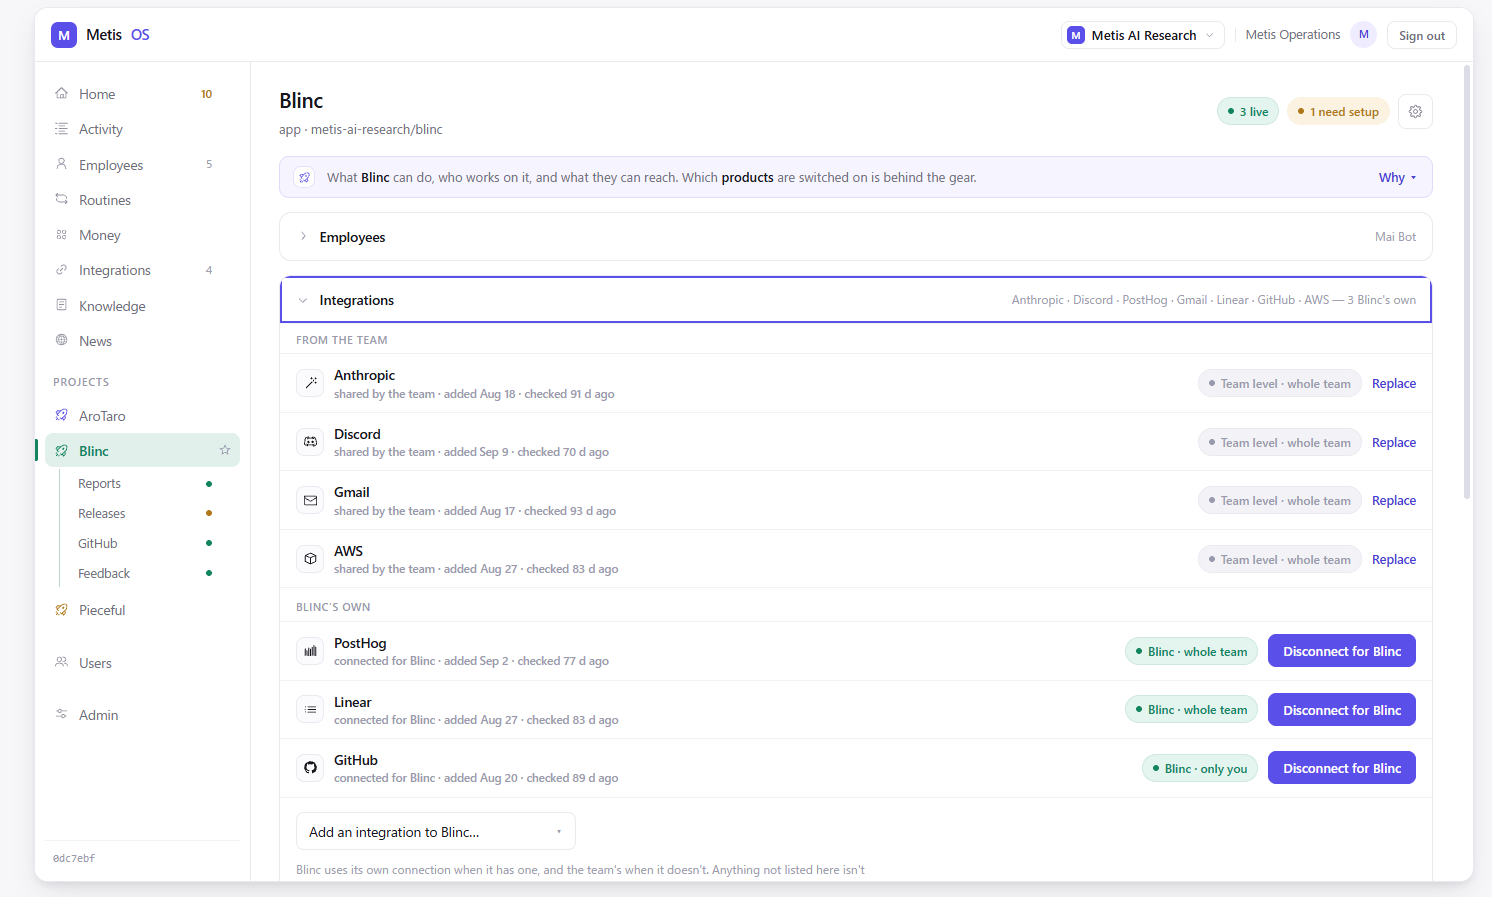 M Metis OS
M Metis AI Research
Metis Operations M Sign out
Home 10
Activity
Employees 5
Routines
Money
Integrations 4
Knowledge
News
PROJECTS
AroTaro
Blinc
Reports
Releases
GitHub
Feedback
Pieceful
Users
Admin
0dc7ebf
Blinc
app · metis-ai-research/blinc
3 live
1 need setup
What Blinc can do, who works on it, and what they can reach. Which products are switched on is behind the gear.
Why
Employees
Mai Bot
Integrations
Anthropic · Discord · PostHog · Gmail · Linear · GitHub · AWS — 3 Blinc's own
FROM THE TEAM
Anthropic
shared by the team · added Aug 18 · checked 91 d ago
Team level · whole team Replace
Discord
shared by the team · added Sep 9 · checked 70 d ago
Team level · whole team Replace
Gmail
shared by the team · added Aug 17 · checked 93 d ago
Team level · whole team Replace
AWS
shared by the team · added Aug 27 · checked 83 d ago
Team level · whole team Replace
BLINC'S OWN
PostHog
connected for Blinc · added Sep 2 · checked 77 d ago
Blinc · whole team Disconnect for Blinc
Linear
connected for Blinc · added Aug 27 · checked 83 d ago
Blinc · whole team Disconnect for Blinc
GitHub
connected for Blinc · added Aug 20 · checked 89 d ago
Blinc · only you Disconnect for Blinc
Add an integration to Blinc...
Blinc uses its own connection when it has one, and the team's when it doesn't. Anything not listed here isn't